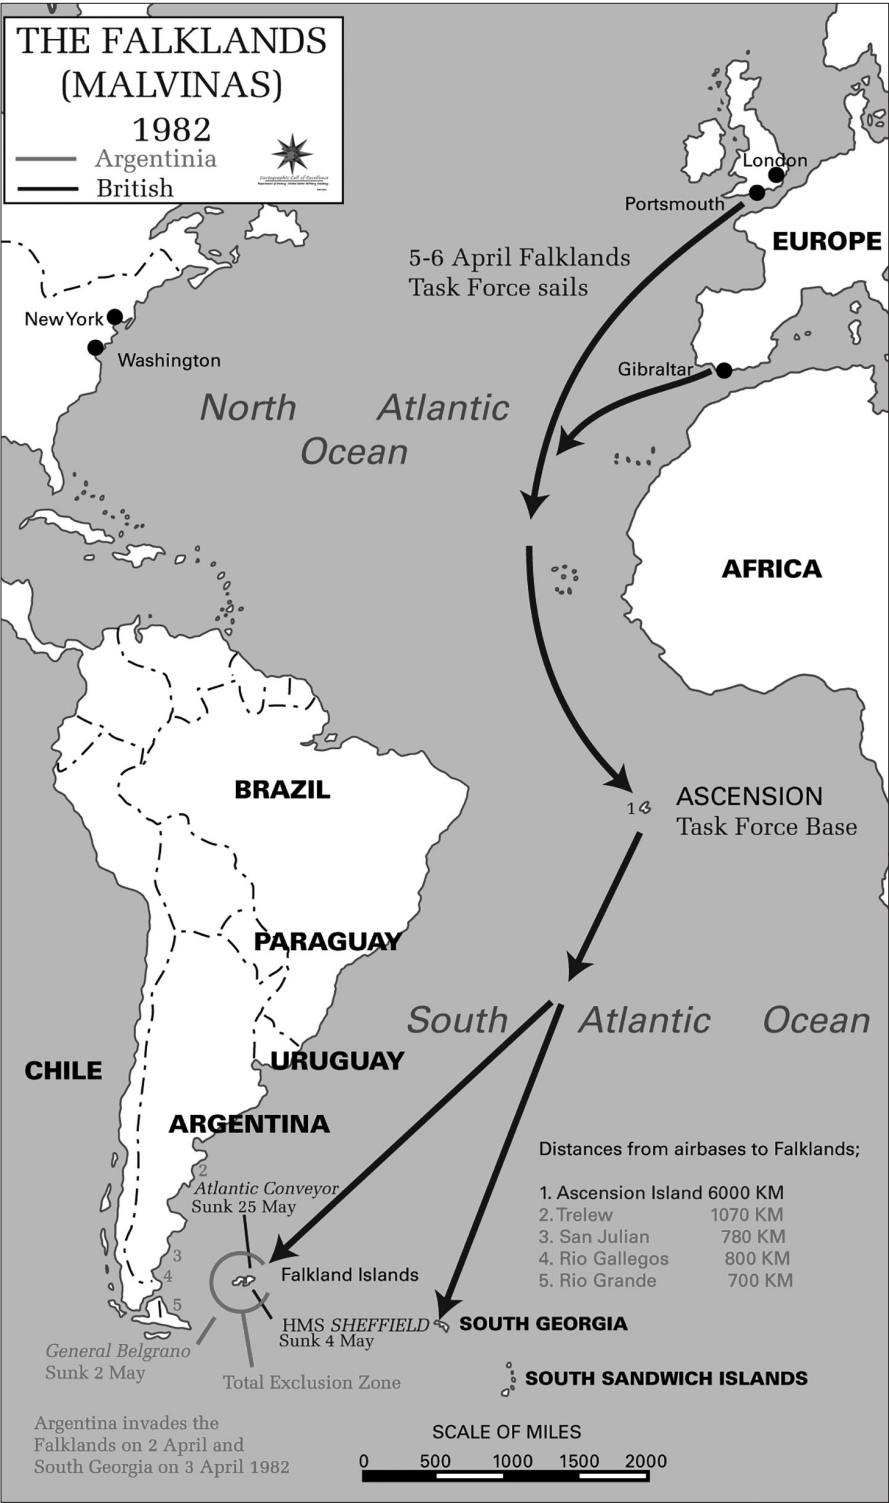 THE FALKLANDS
(MALVINAS)
1982
Argentinia
British
Cartographic Cell of Excellence
London
Portsmouth
EUROPE
5-6 April Falklands
Task Force sails
New York
Washington
Gibraltar
North Atlantic
Ocean
AFRICA
BRAZIL
1
ASCENSION
Task Force Base
PARAGUAY
South Atlantic Ocean
CHILE
URUGUAY
ARGENTINA
Distances from airbases to Falklands;
1. Ascension Island 6000 KM
2. Trelew 1070 KM
3. San Julian 780 KM
4. Rio Gallegos 800 KM
5. Rio Grande 700 KM
2
Atlantic Conveyor
Sunk 25 May
3
4
5
Falkland Islands
HMS SHEFFIELD
Sunk 4 May
SOUTH GEORGIA
General Belgrano
Sunk 2 May
Total Exclusion Zone
SOUTH SANDWICH ISLANDS
Argentina invades the
Falklands on 2 April and
South Georgia on 3 April 1982
SCALE OF MILES
0 500 1000 1500 2000